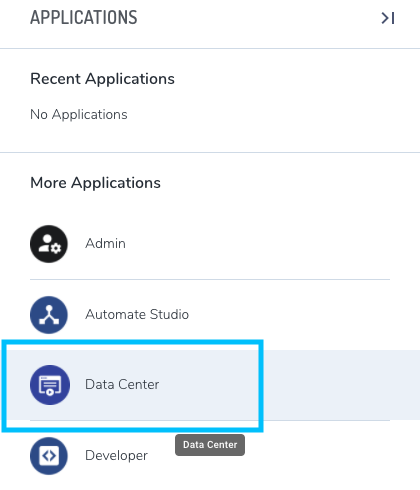 APPLICATIONS
Recent Applications
No Applications
More Applications
Admin
Automate Studio
Data Center
Data Center
Developer